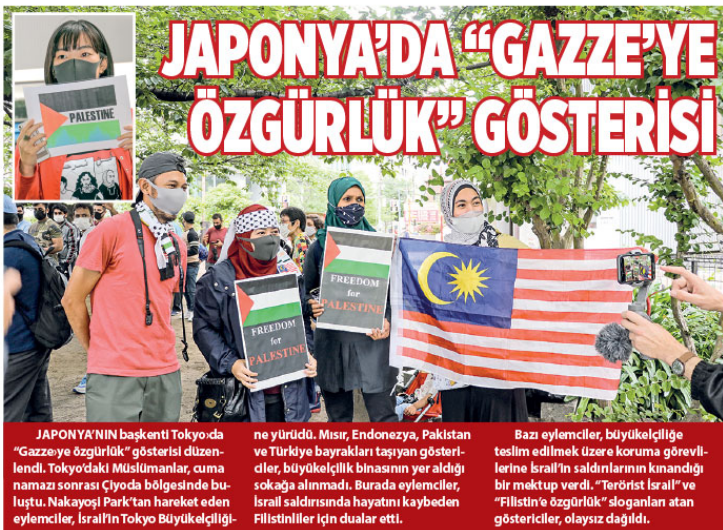 JAPONYA'DA “GAZZE'YE
ÖZGÜRLÜK” GÖSTERİSİ
PALESTINE
FREEDOM
for
PALESTINE
FREEDOM
for
PALESTINE
JAPONYA'NIN başkenti Tokyo›da
“Gazze›ye özgürlük” gösterisi düzen-
lendi. Tokyo'daki Müslümanlar, cuma
namazı sonrası Çiyoda bölgesinde bu-
luştu. Nakayoşi Park'tan hareket eden
eylemciler, İsrail'in Tokyo Büyükelçiliği-
ne yürüdü. Mısır, Endonezya, Pakistan
ve Türkiye bayrakları taşıyan gösteri-
ciler, büyükelçilik binasının yer aldığı
sokağa alınmadı. Burada eylemciler,
İsrail saldırısında hayatını kaybeden
Filistinliler için dualar etti.
Bazı eylemciler, büyükelçiliğe
teslim edilmek üzere koruma görevli-
lerine İsrail'in saldırılarının kınandığı
bir mektup verdi. “Terörist İsrail” ve
“Filistin'e özgürlük” sloganları atan
göstericiler, olaysız dağıldı.